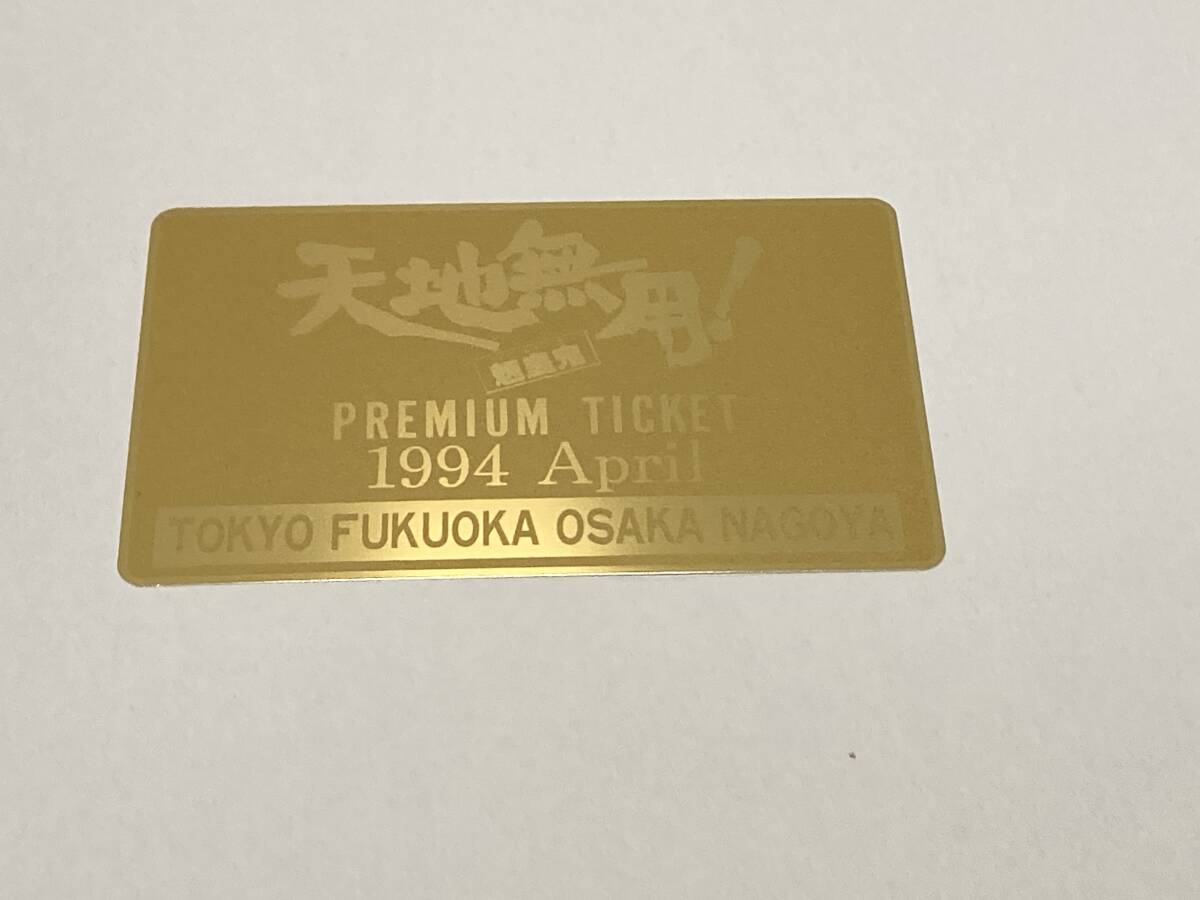 天地無用!
魎皇鬼
PREMIUM TICKET
1994 April
TOKYO FUKUOKA OSAKA NAGOYA